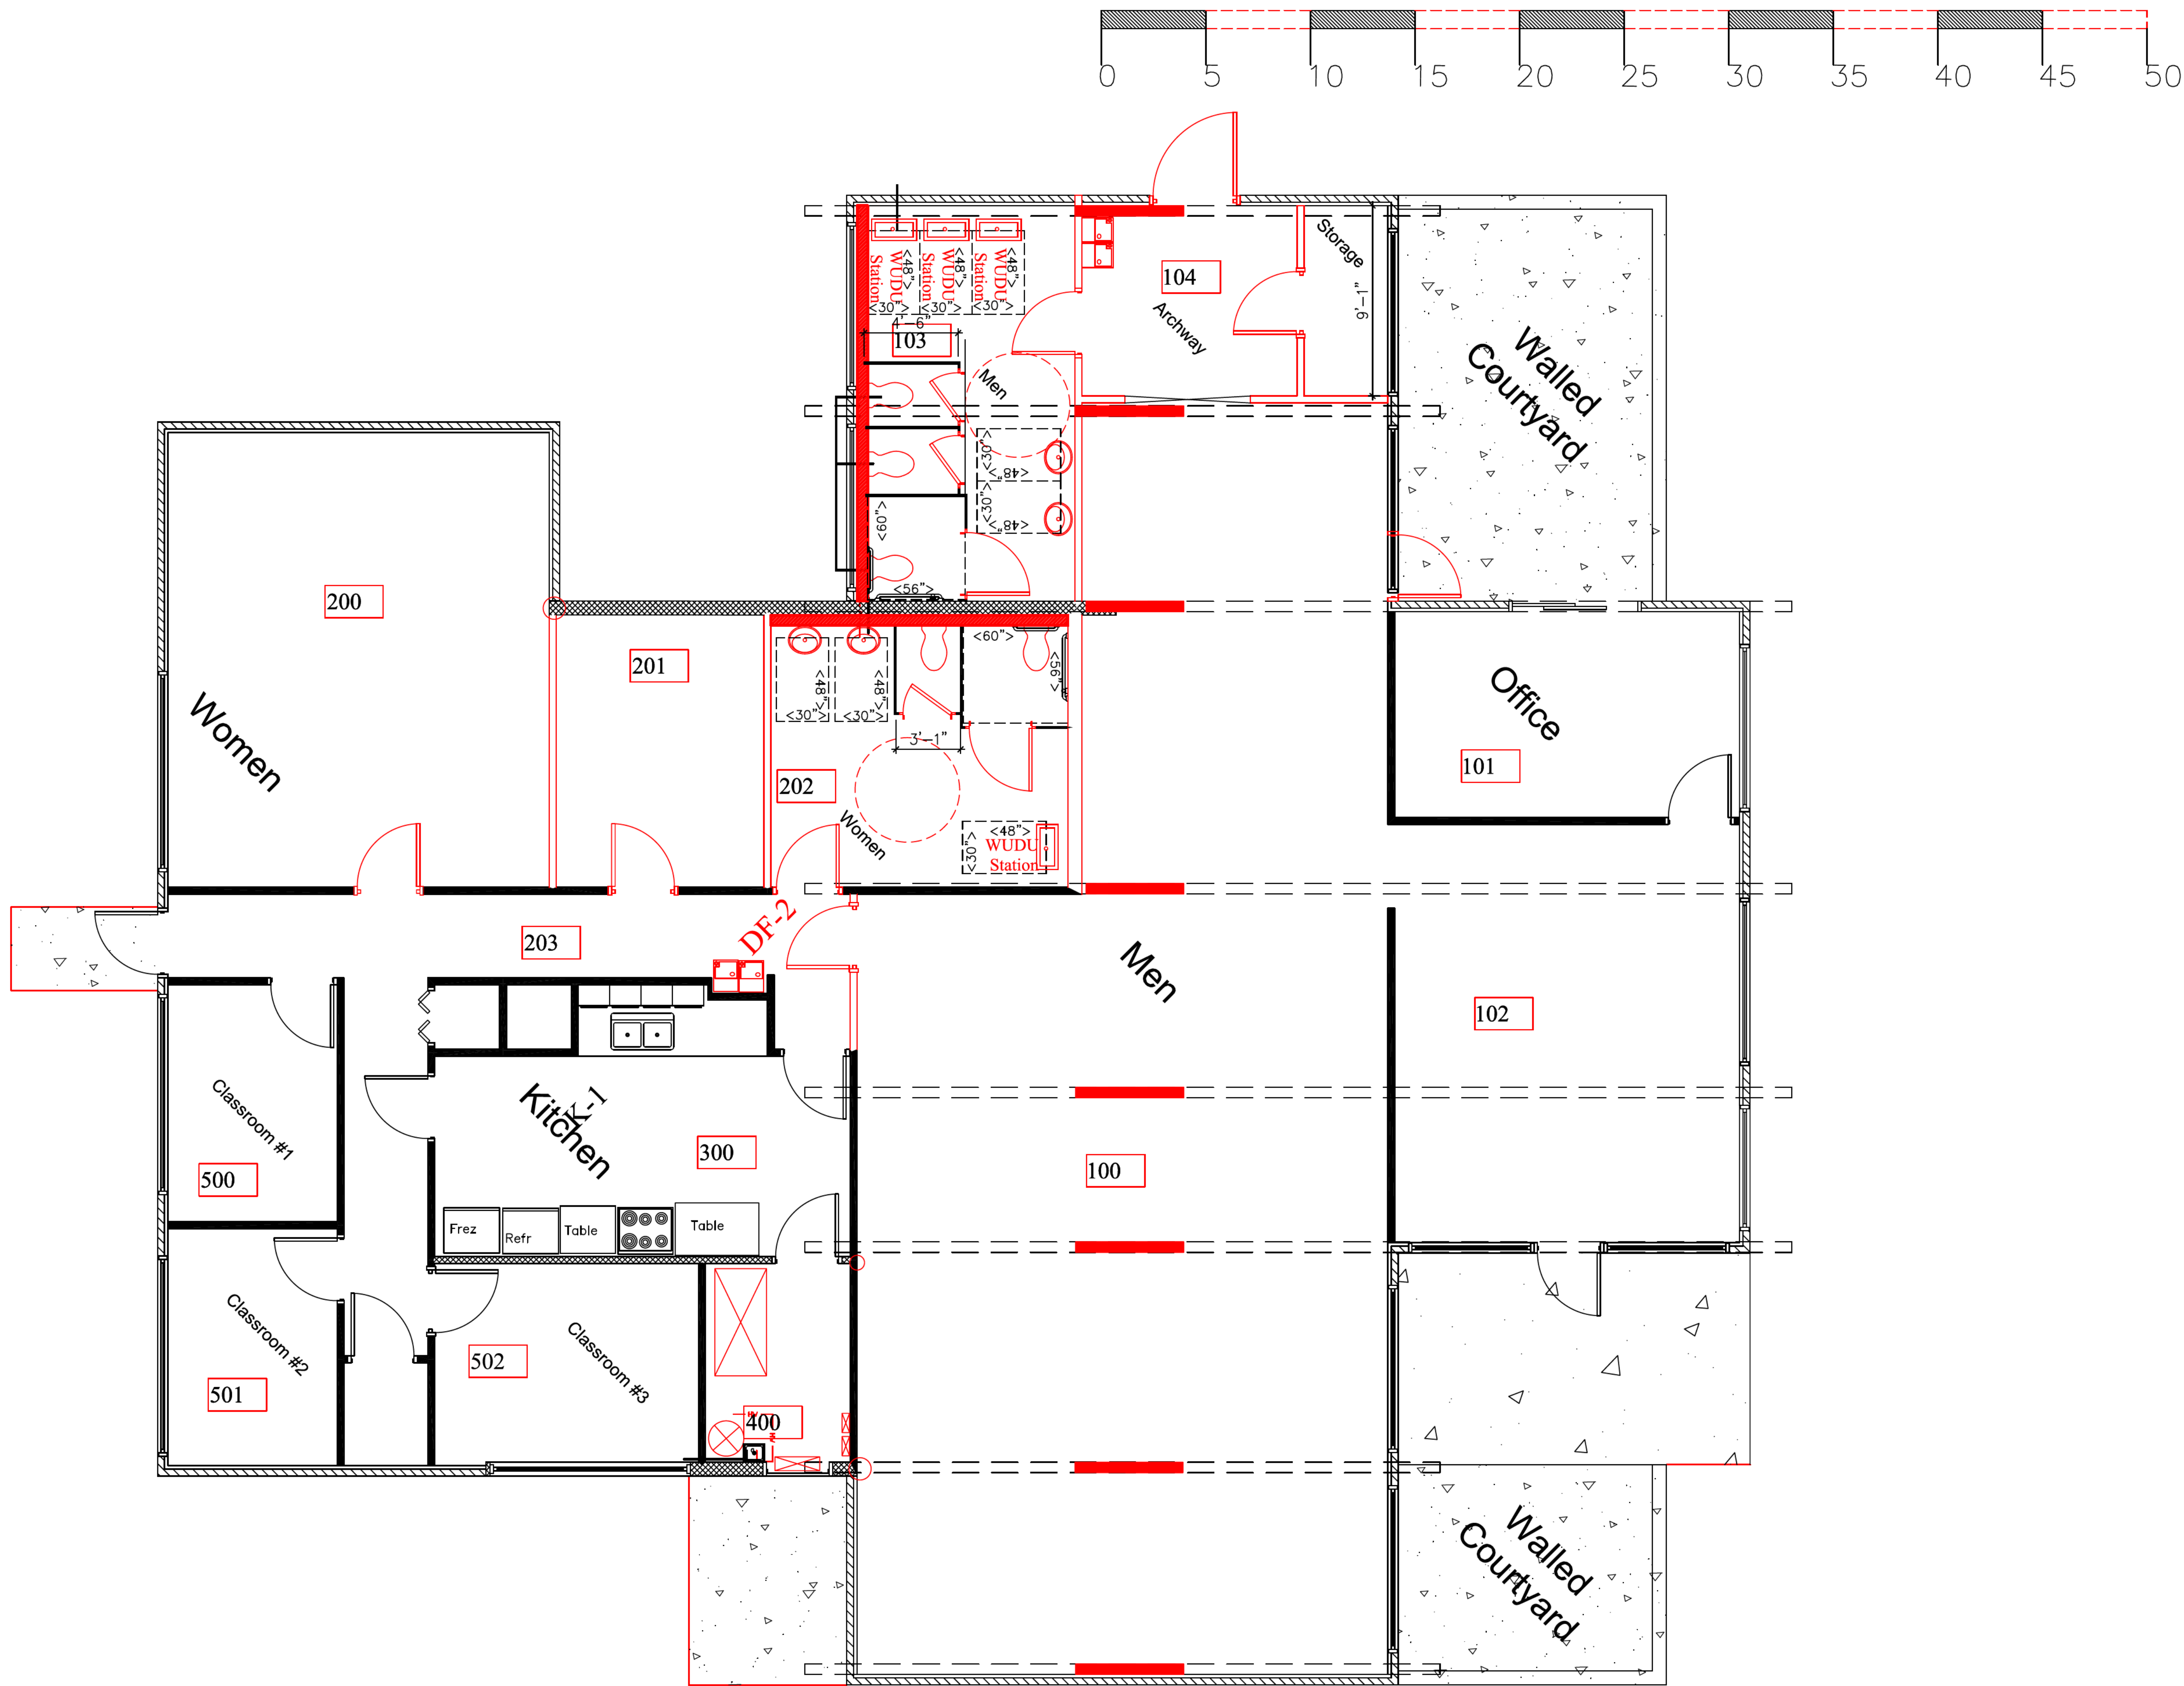 0 5 10 15 20 25 30 35 40 45 50
WUDU
Station
<48">
<30">
WUDU
Station
<48">
<30">
WUDU
Station
<48">
<30">
4'-6"
103
Men
104
Archway
Storage
9'-1"
Walled
Courtyard
<30">
<48">
<30">
<48">
<60">
<56">
200
Women
201
<48">
<30">
<48">
<30">
3'-1"
<60">
<56">
202
Women
<48">
<30">
WUDU
Station
Office
101
203
DF-2
Men
102
Classroom #1
500
Kitchen
K-1
300
100
Frez
Refr
Table
Table
Classroom #2
501
502
Classroom #3
400
Walled
Courtyard